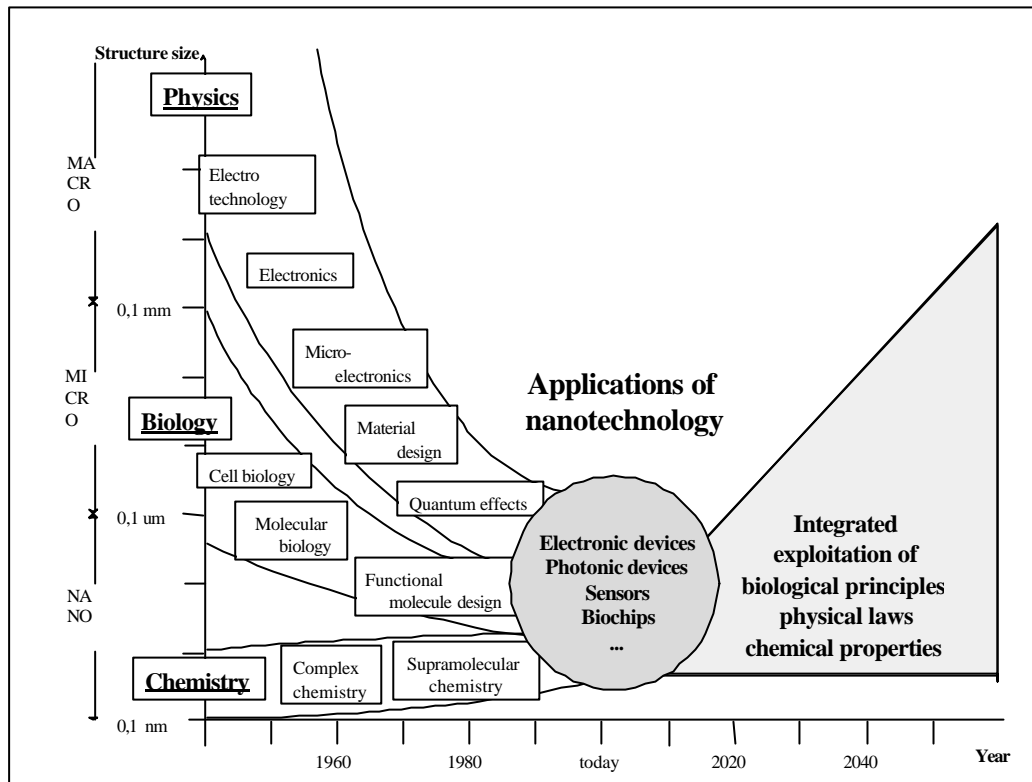 Structure size
Physics
MA
CR
O
Electro
technology
Electronics
0,1 mm
Micro-
electronics
MI
CR
O
Applications of
nanotechnology
Biology
Material
design
Cell biology
Quantum effects
0,1 um
Molecular
biology
Electronic devices
Photonic devices
Sensors
Biochips
...
Integrated
exploitation of
biological principles
physical laws
chemical properties
Functional
molecule design
NA
NO
Chemistry
Complex
chemistry
Supramolecular
chemistry
0,1 nm
1960
1980
today
2020
2040
Year